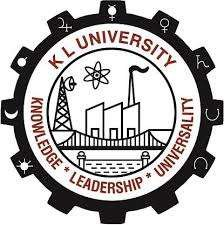 K L UNIVERSITY
KNOWLEDGE * LEADERSHIP * UNIVERSALITY